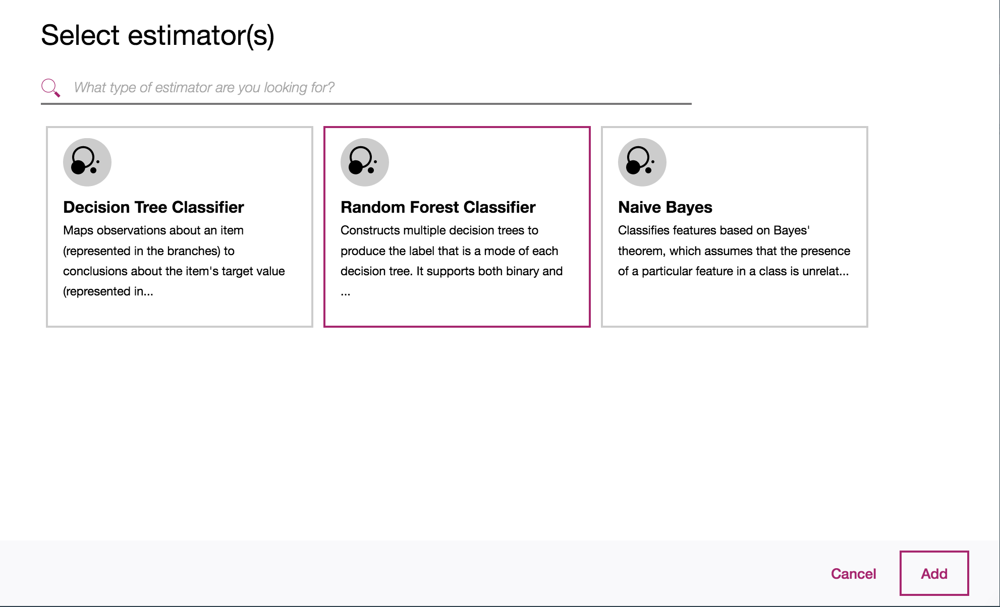 Select estimator(s)
What type of estimator are you looking for?
Decision Tree Classifier
Maps observations about an item
(represented in the branches) to
conclusions about the item's target value
(represented in...
Random Forest Classifier
Constructs multiple decision trees to
produce the label that is a mode of each
decision tree. It supports both binary and
...
Naive Bayes
Classifies features based on Bayes'
theorem, which assumes that the presence
of a particular feature in a class is unrelat...
Cancel
Add